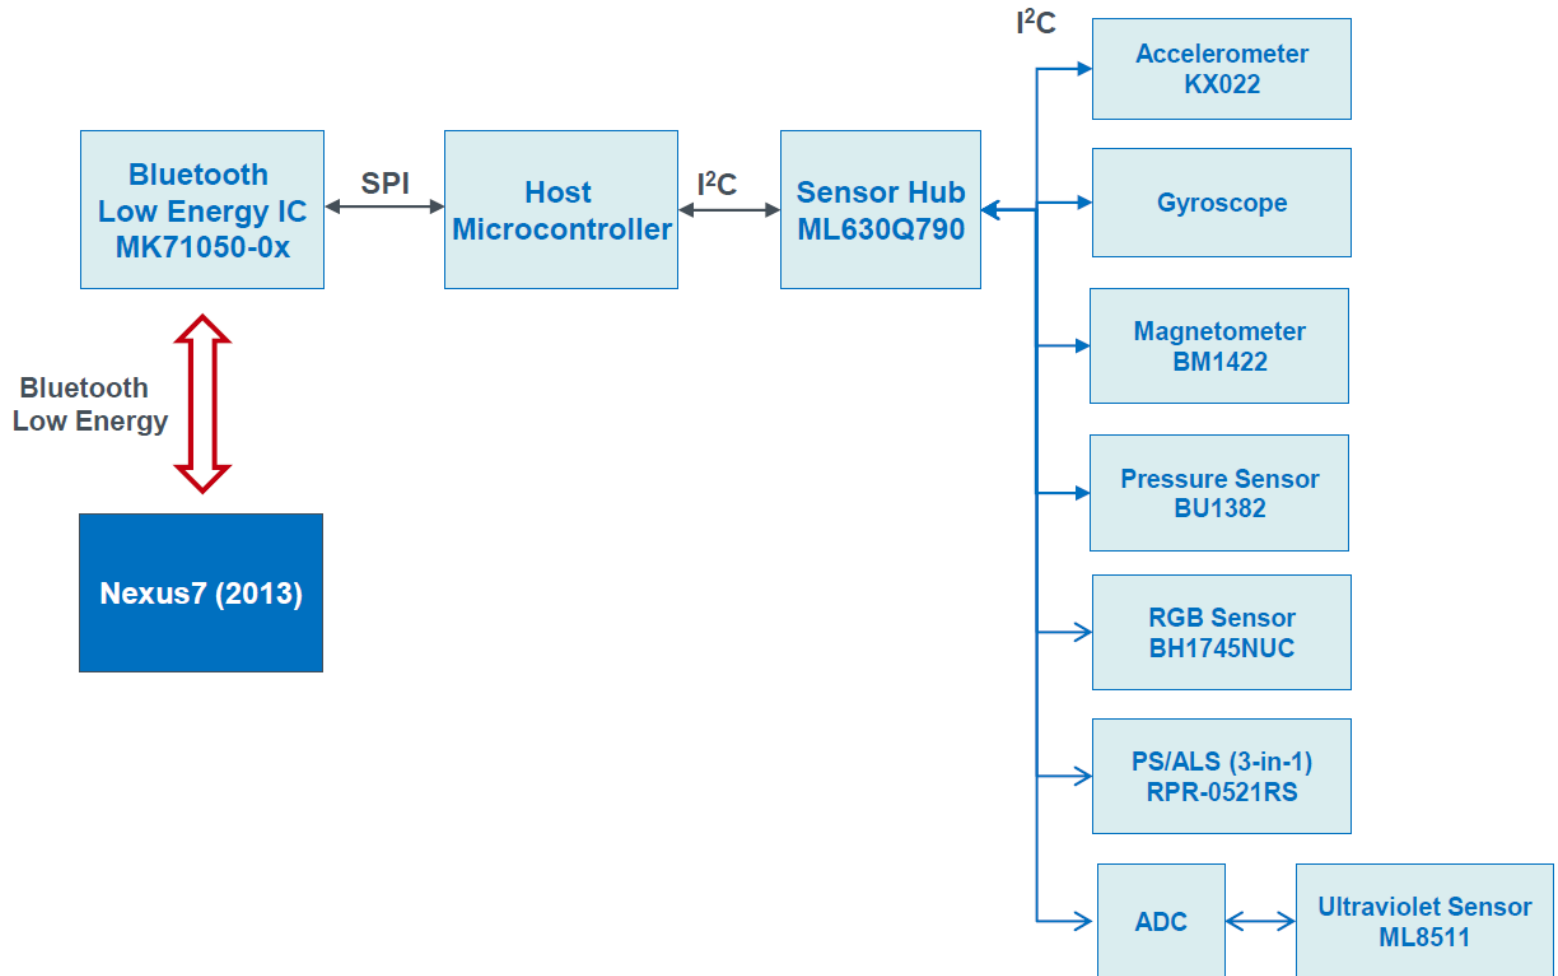 I²C
Accelerometer
KX022
Bluetooth
Low Energy IC
MK71050-0x
SPI
Host
Microcontroller
I²C
Sensor Hub
ML630Q790
Gyroscope
Magnetometer
BM1422
Bluetooth
Low Energy
Pressure Sensor
BU1382
Nexus7 (2013)
RGB Sensor
BH1745NUC
PS/ALS (3-in-1)
RPR-0521RS
ADC
Ultraviolet Sensor
ML8511